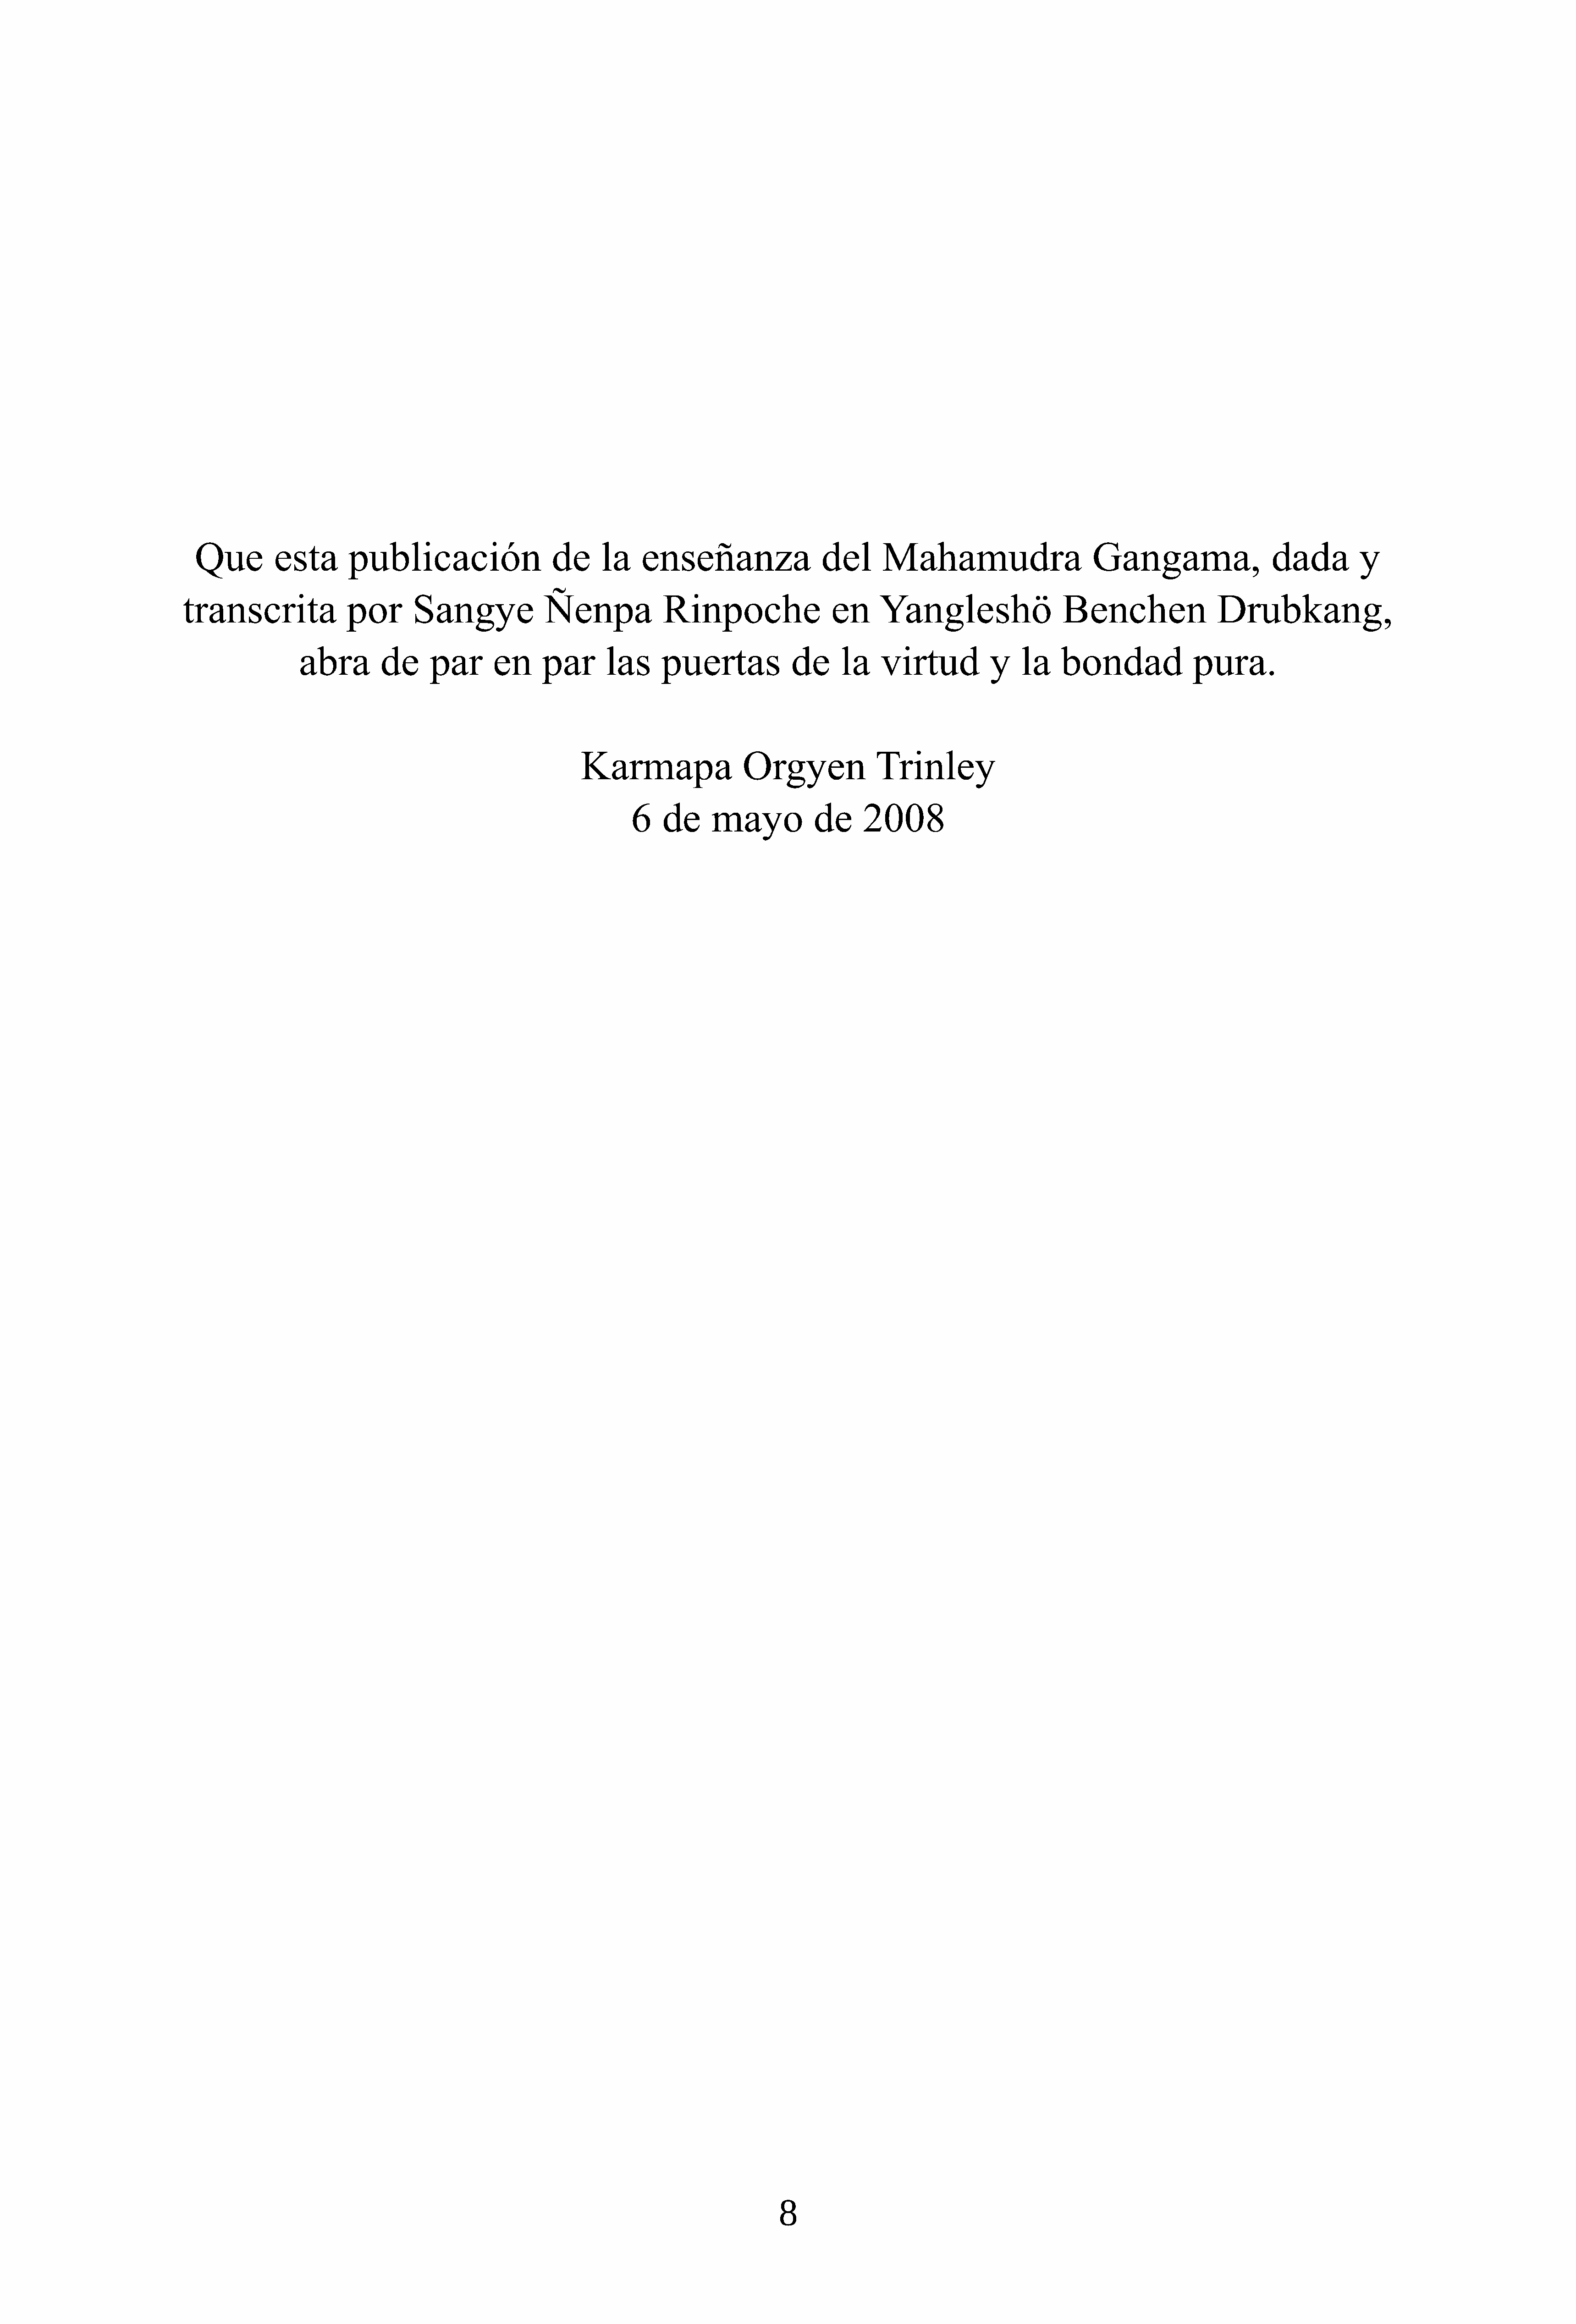 Que esta publicación de la enseñanza del Mahamudra Gangama, dada y
transcrita por Sangye Ñenpa Rinpoche en Yangleshö Benchen Drubkang,
abra de par en par las puertas de la virtud y la bondad pura.
Karmapa Orgyen Trinley
6 de mayo de 2008
8